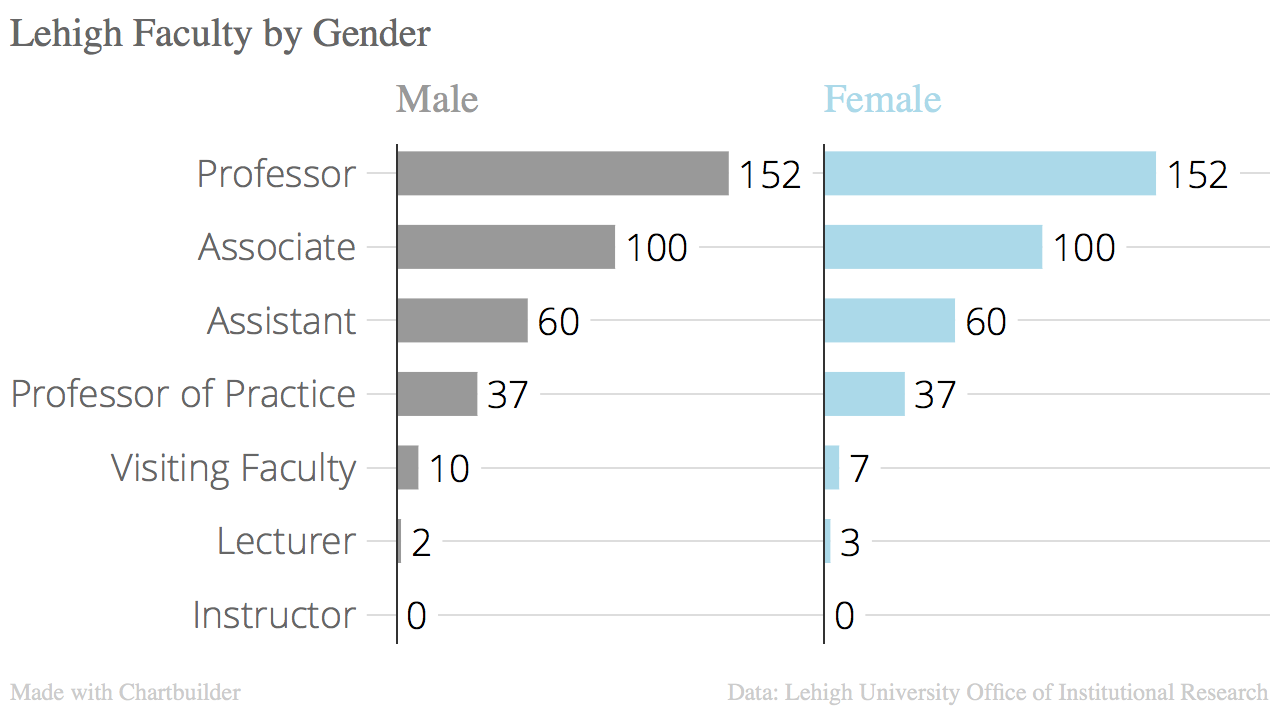 Lehigh Faculty by Gender
Male Female
Professor 152 152
Associate 100 100
Assistant 60 60
Professor of Practice 37 37
Visiting Faculty 10 7
Lecturer 2 3
Instructor 0 0
Made with Chartbuilder Data: Lehigh University Office of Institutional Research